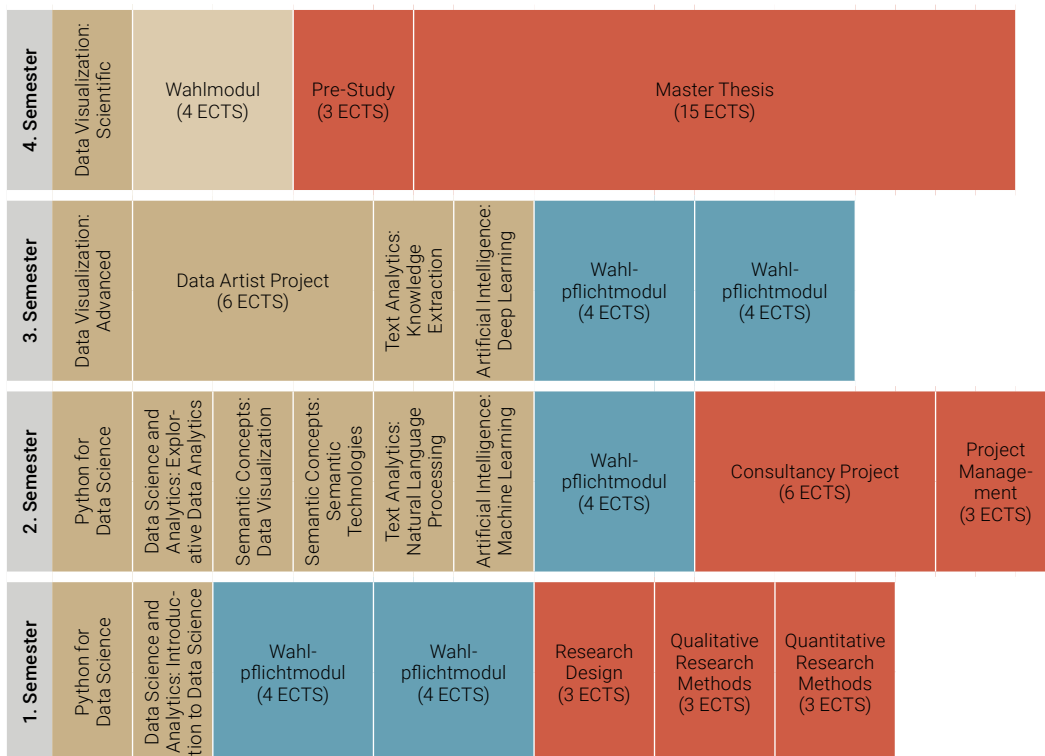 4. Semester
Data Visualization:
Scientific
Wahlmodul
(4 ECTS)
Pre-Study
(3 ECTS)
Master Thesis
(15 ECTS)
3. Semester
Data Visualization:
Advanced
Data Artist Project
(6 ECTS)
Text Analytics:
Knowledge
Extraction
Artificial Intelligence:
Deep Learning
Wahl-
pflichtmodul
(4 ECTS)
Wahl-
pflichtmodul
(4 ECTS)
2. Semester
Python for
Data Science
Data Science and
Analytics: Explor-
ative Data Analytics
Semantic Concepts:
Data Visualization
Semantic Concepts:
Semantic
Technologies
Text Analytics:
Natural Language
Processing
Artificial Intelligence:
Machine Learning
Wahl-
pflichtmodul
(4 ECTS)
Consultancy Project
(6 ECTS)
Project
Manage-
ment
(3 ECTS)
1. Semester
Python for
Data Science
Data Science and
Analytics: Introduc-
tion to Data Science
Wahl-
pflichtmodul
(4 ECTS)
Wahl-
pflichtmodul
(4 ECTS)
Research
Design
(3 ECTS)
Qualitative
Research
Methods
(3 ECTS)
Quantitative
Research
Methods
(3 ECTS)